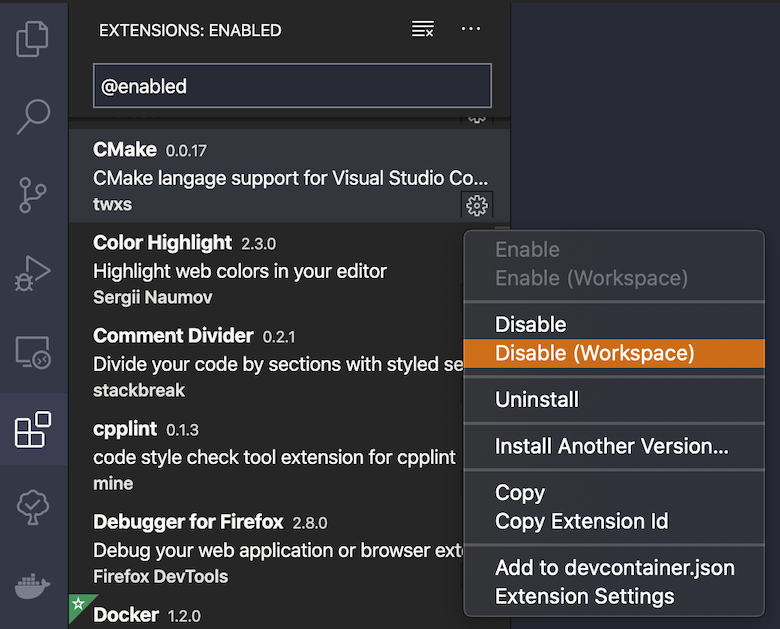 EXTENSIONS: ENABLED
@enabled
CMake 0.0.17
CMake langage support for Visual Studio Co...
twxs
Color Highlight 2.3.0
Highlight web colors in your editor
Sergii Naumov
Comment Divider 0.2.1
Divide your code by sections with styled se
stackbreak
cpplint 0.1.3
code style check tool extension for cpplint
mine
Debugger for Firefox 2.8.0
Debug your web application or browser ext
Firefox DevTools
Docker 1.2.0
Enable
Enable (Workspace)
Disable
Disable (Workspace)
Uninstall
Install Another Version...
Copy
Copy Extension Id
Add to devcontainer.json
Extension Settings